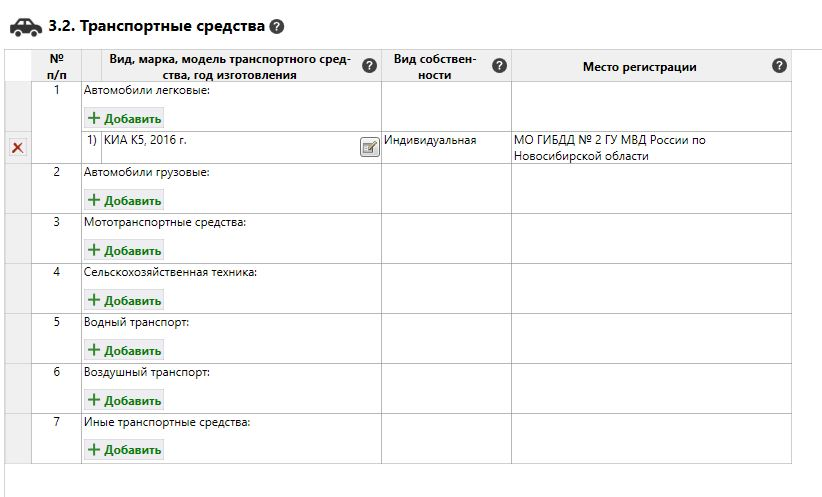 3.2. Транспортные средства ?
№
п/п
Вид, марка, модель транспортного сред-
ства, год изготовления
?
Вид собствен-
ности
?
Место регистрации
?
1
Автомобили легковые:
+ Добавить
1) КИА К5, 2016 г.
Индивидуальная
МО ГИБДД № 2 ГУ МВД России по
Новосибирской области
2
Автомобили грузовые:
+ Добавить
3
Мототранспортные средства:
+ Добавить
4
Сельскохозяйственная техника:
+ Добавить
5
Водный транспорт:
+ Добавить
6
Воздушный транспорт:
+ Добавить
7
Иные транспортные средства:
+ Добавить